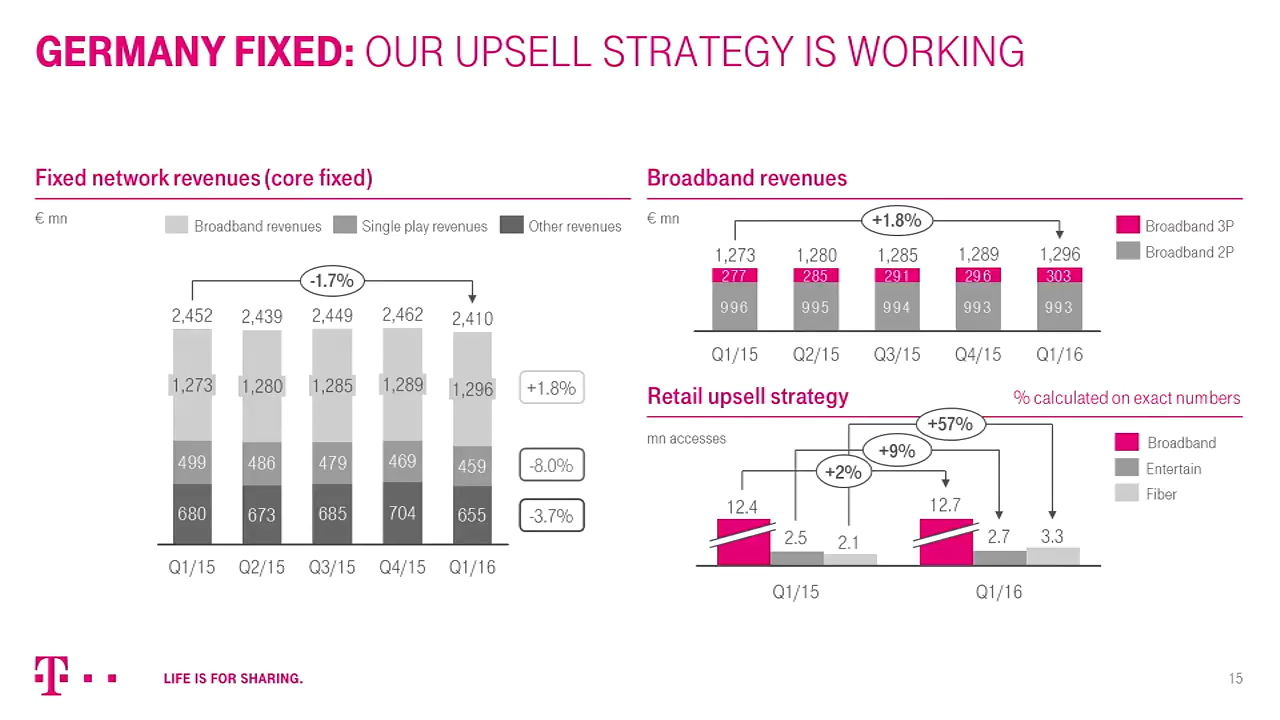 GERMANY FIXED: OUR UPSELL STRATEGY IS WORKING
Fixed network revenues (core fixed)
€ mn
Broadband revenues Single play revenues Other revenues
-1.7%
2,452 2,439 2,449 2,462 2,410
1,273 1,280 1,285 1,289 1,296 +1.8%
499 486 479 469 459 -8.0%
680 673 685 704 655 -3.7%
Q1/15 Q2/15 Q3/15 Q4/15 Q1/16
Broadband revenues
€ mn
+1.8%
Broadband 3P
Broadband 2P
1,273 1,280 1,285 1,289 1,296
277 285 291 296 303
996 995 994 993 993
Q1/15 Q2/15 Q3/15 Q4/15 Q1/16
Retail upsell strategy % calculated on exact numbers
mn accesses
+57%
+9%
+2%
Broadband
Entertain
Fiber
12.4 2.5 2.1 12.7 2.7 3.3
Q1/15 Q1/16
T LIFE IS FOR SHARING.
15